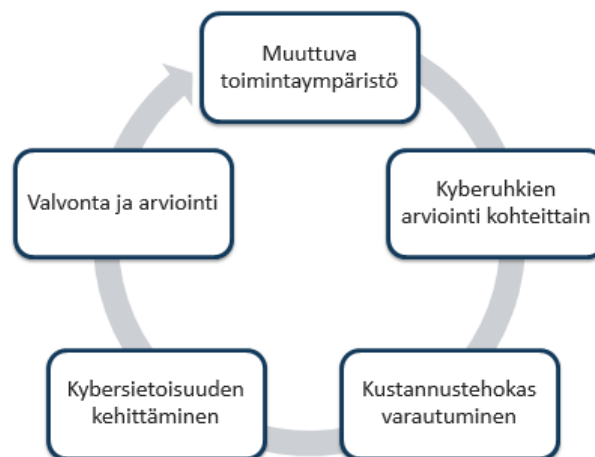 Muuttuva
toimintaympäristö
Kyberuhkien
arviointi kohteittain
Kustannustehokas
varautuminen
Kybersietoisuuden
kehittäminen
Valvonta ja arviointi